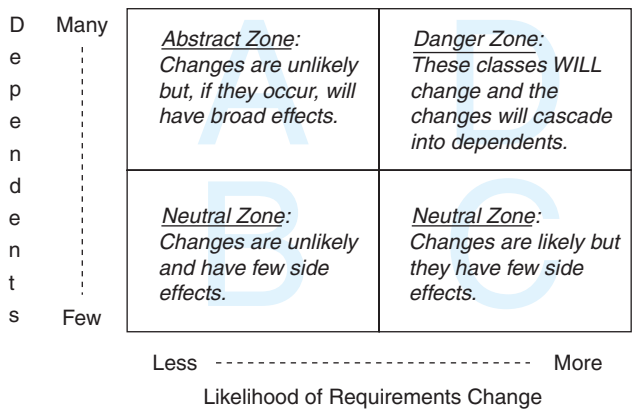 Dependents
Many
Few
A
Abstract Zone:
Changes are unlikely
but, if they occur, will
have broad effects.
D
Danger Zone:
These classes WILL
change and the
changes will cascade
into dependents.
B
Neutral Zone:
Changes are unlikely
and have few side
effects.
C
Neutral Zone:
Changes are likely but
they have few side
effects.
Less More
Likelihood of Requirements Change